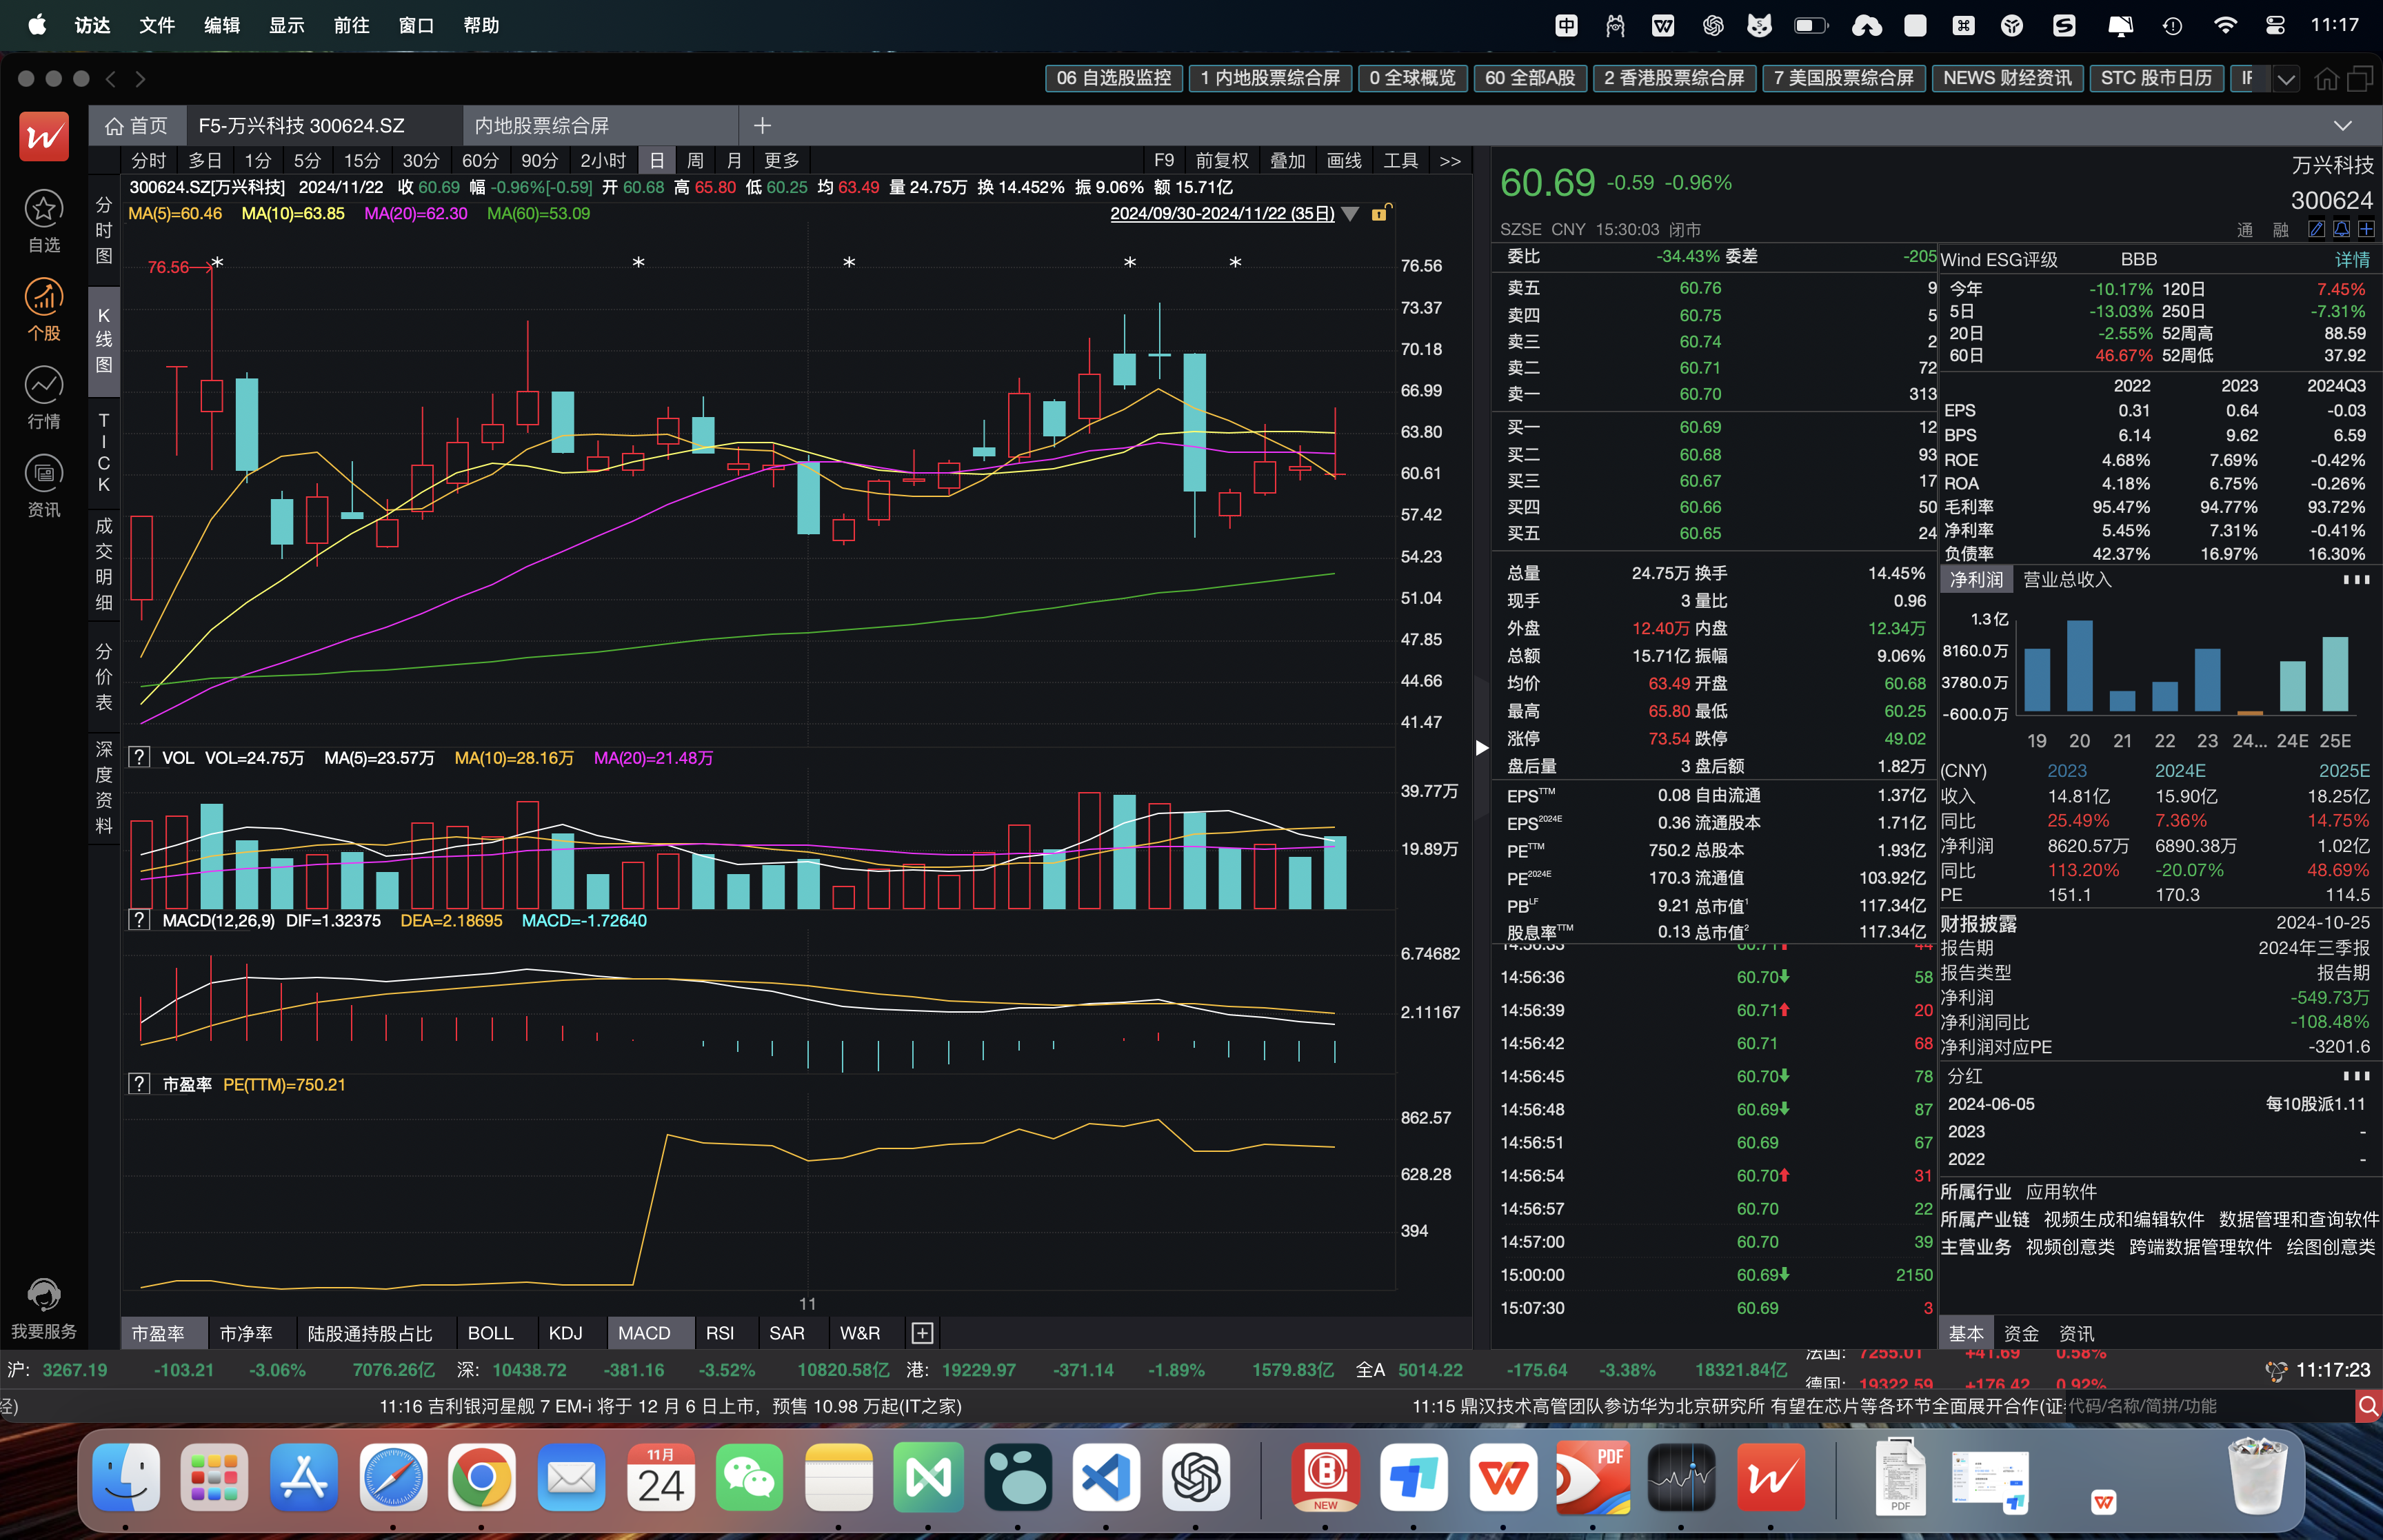 访达 文件 编辑 显示 前往 窗口 帮助 11:17
06 自选股监控 1 内地股票综合屏 0 全球概览 60 全部A股 2 香港股票综合屏 7 美国股票综合屏 NEWS 财经资讯 STC 股市日历
首页 F5-万兴科技 300624.SZ 内地股票综合屏
分时 多日 1分 5分 15分 30分 60分 90分 2小时 日 周 月 更多 F9 前复权 叠加 画线 工具 >>
300624.SZ[万兴科技] 2024/11/22 收 60.69 幅 -0.96%[-0.59] 开 60.68 高 65.80 低 60.25 均 63.49 量 24.75万 换 14.452% 振 9.06% 额 15.71亿
MA(5)=60.46 MA(10)=63.85 MA(20)=62.30 MA(60)=53.09 2024/09/30-2024/11/22 (35日)
自选
个股
行情
资讯
我要服务
分时图
K线图
TICK
成交明细
分价表
深度资料
76.56
76.56
73.37
70.18
66.99
63.80
60.61
57.42
54.23
51.04
47.85
44.66
41.47
? VOL VOL=24.75万 MA(5)=23.57万 MA(10)=28.16万 MA(20)=21.48万
39.77万
19.89万
? MACD(12,26,9) DIF=1.32375 DEA=2.18695 MACD=-1.72640
6.74682
2.11167
? 市盈率 PE(TTM)=750.21
862.57
628.28
394
11
市盈率 市净率 陆股通持股占比 BOLL KDJ MACD RSI SAR W&R
60.69 -0.59 -0.96%
万兴科技
300624
SZSE CNY 15:30:03 闭市 通 融
委比 -34.43% 委差 -205
卖五 60.76 9
卖四 60.75 5
卖三 60.74 2
卖二 60.71 72
卖一 60.70 313
买一 60.69 12
买二 60.68 93
买三 60.67 17
买四 60.66 50
买五 60.65 24
总量 24.75万 换手 14.45%
现手 3 量比 0.96
外盘 12.40万 内盘 12.34万
总额 15.71亿 振幅 9.06%
均价 63.49 开盘 60.68
最高 65.80 最低 60.25
涨停 73.54 跌停 49.02
盘后量 3 盘后额 1.82万
EPS TTM 0.08 自由流通 1.37亿
EPS 2024E 0.36 流通股本 1.71亿
PE TTM 750.2 总股本 1.93亿
PE 2024E 170.3 流通值 103.92亿
PB LF 9.21 总市值1 117.34亿
股息率 TTM 0.13 总市值2 117.34亿
14:56:36 60.70 58
14:56:39 60.71 20
14:56:42 60.71 68
14:56:45 60.70 78
14:56:48 60.69 87
14:56:51 60.69 67
14:56:54 60.70 31
14:56:57 60.70 22
14:57:00 60.70 39
15:00:00 60.69 2150
15:07:30 60.69 3
Wind ESG评级 BBB 详情
今年 -10.17% 120日 7.45%
5日 -13.03% 250日 -7.31%
20日 -2.55% 52周高 88.59
60日 46.67% 52周低 37.92
2022 2023 2024Q3
EPS 0.31 0.64 -0.03
BPS 6.14 9.62 6.59
ROE 4.68% 7.69% -0.42%
ROA 4.18% 6.75% -0.26%
毛利率 95.47% 94.77% 93.72%
净利率 5.45% 7.31% -0.41%
负债率 42.37% 16.97% 16.30%
净利润 营业总收入
1.3亿
8160.0万
3780.0万
-600.0万
19 20 21 22 23 24... 24E 25E
(CNY) 2023 2024E 2025E
收入 14.81亿 15.90亿 18.25亿
同比 25.49% 7.36% 14.75%
净利润 8620.57万 6890.38万 1.02亿
同比 113.20% -20.07% 48.69%
PE 151.1 170.3 114.5
财报披露 2024-10-25
报告期 2024年三季报
报告类型 报告期
净利润 -549.73万
净利润同比 -108.48%
净利润对应PE -3201.6
分红
2024-06-05 每10股派1.11
2023 -
2022 -
所属行业 应用软件
所属产业链 视频生成和编辑软件 数据管理和查询软件
主营业务 视频创意类 跨端数据管理软件 绘图创意类
基本 资金 资讯
沪: 3267.19 -103.21 -3.06% 7076.26亿 深: 10438.72 -381.16 -3.52% 10820.58亿 港: 19229.97 -371.14 -1.89% 1579.83亿 全A 5014.22 -175.64 -3.38% 18321.84亿 法国: 7255.01 +41.69 0.58% 11:17:23
德国: 19322.59 +176.42 0.92%
经) 11:16 吉利银河星舰 7 EM-i 将于 12 月 6 日上市，预售 10.98 万起(IT之家) 11:15 鼎汉技术高管团队参访华为北京研究所 有望在芯片等各环节全面展开合作(证 代码/名称/简拼/功能
11月
24
NEW
PDF
PDF